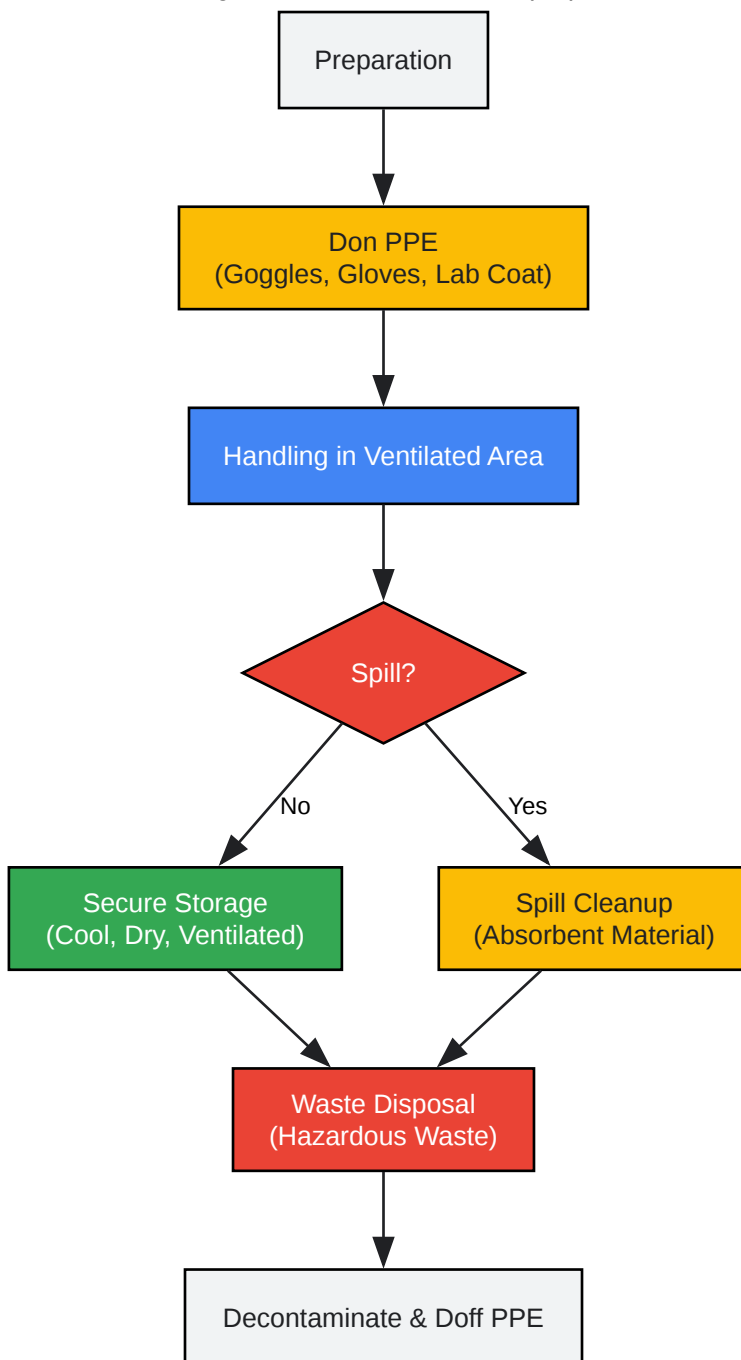 Preparation
Don PPE
(Goggles, Gloves, Lab Coat)
Handling in Ventilated Area
Spill?
No
Yes
Secure Storage
(Cool, Dry, Ventilated)
Spill Cleanup
(Absorbent Material)
Waste Disposal
(Hazardous Waste)
Decontaminate & Doff PPE